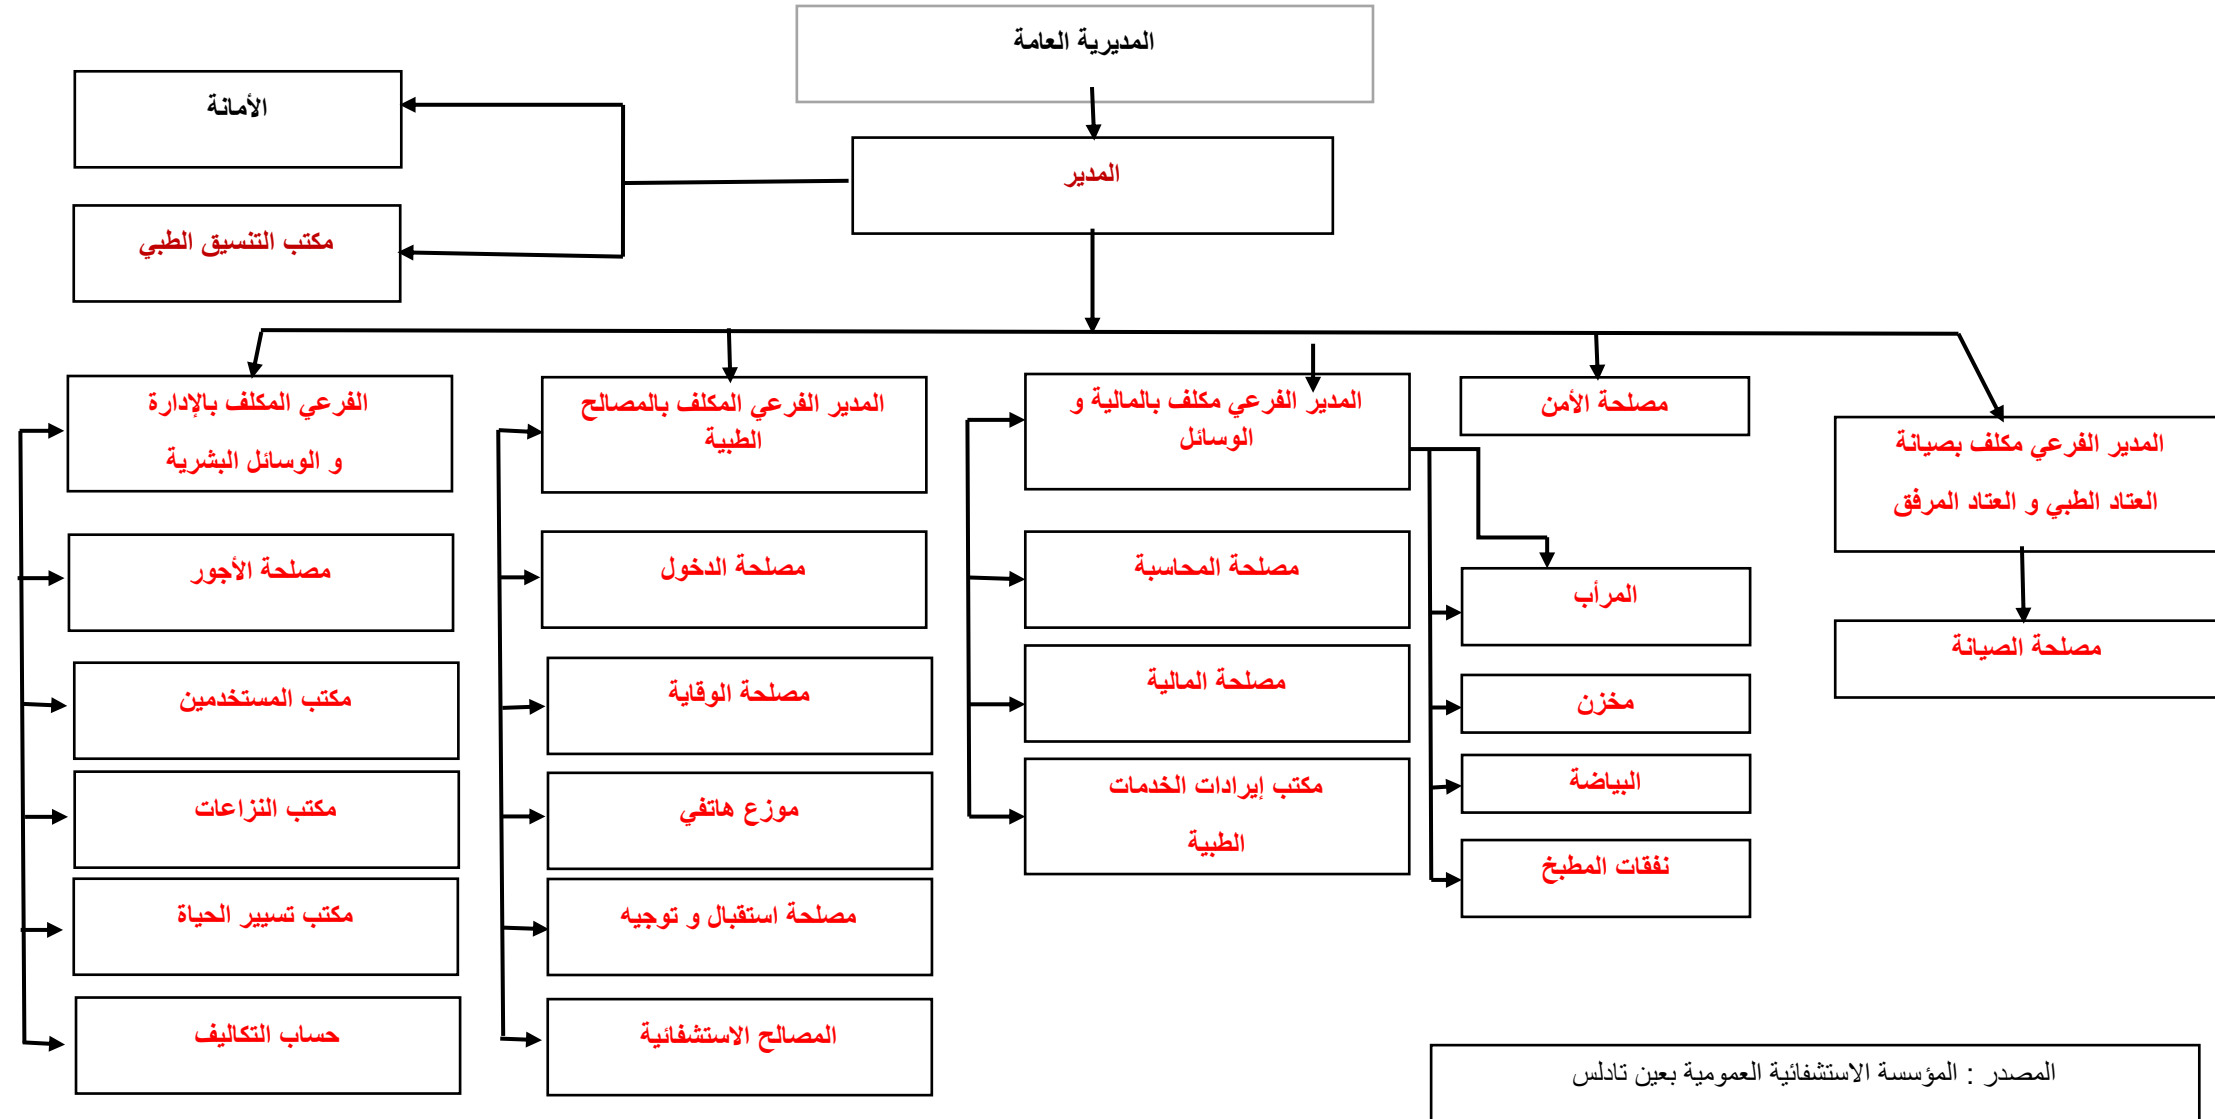 المديرية العامة
الأمانة
المدير
مكتب التنسيق الطبي
المدير الفرعي مكلف بصيانة
العتاد الطبي و العتاد المرفق
مصلحة الصيانة
مصلحة الأمن
المدير الفرعي مكلف بالمالية و
الوسائل
المرأب
مخزن
البياضة
نفقات المطبخ
مصلحة المحاسبة
مصلحة المالية
مكتب إيرادات الخدمات
الطبية
المدير الفرعي المكلف بالمصالح
الطبية
مصلحة الدخول
مصلحة الوقاية
موزع هاتفي
مصلحة استقبال و توجيه
المصالح الاستشفائية
الفرعي المكلف بالإدارة
و الوسائل البشرية
مصلحة الأجور
مكتب المستخدمين
مكتب النزاعات
مكتب تسيير الحياة
حساب التكاليف
المصدر : المؤسسة الاستشفائية العمومية بعين تادلس